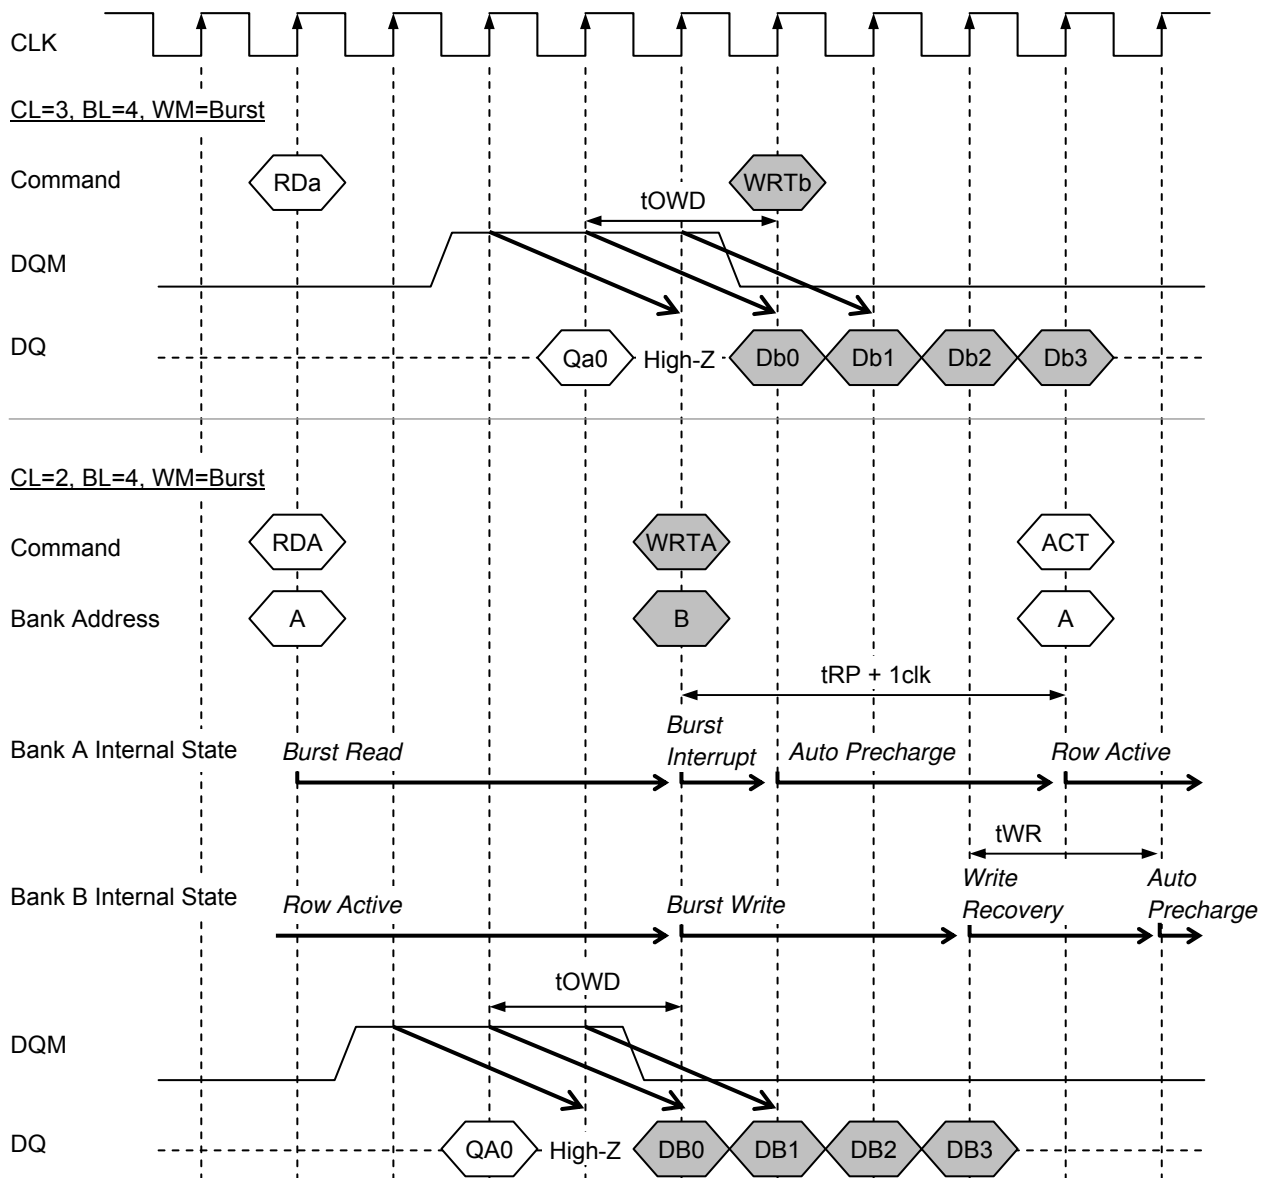 CLK
CL=3, BL=4, WM=Burst
Command RDa WRTb
tOWD
DQM
DQ Qa0 High-Z Db0 Db1 Db2 Db3
CL=2, BL=4, WM=Burst
Command RDA WRTA ACT
Bank Address A B A
tRP + 1clk
Bank A Internal State Burst Read Burst Interrupt Auto Precharge Row Active
tWR
Bank B Internal State Row Active Burst Write Write Recovery Auto Precharge
tOWD
DQM
DQ QA0 High-Z DB0 DB1 DB2 DB3